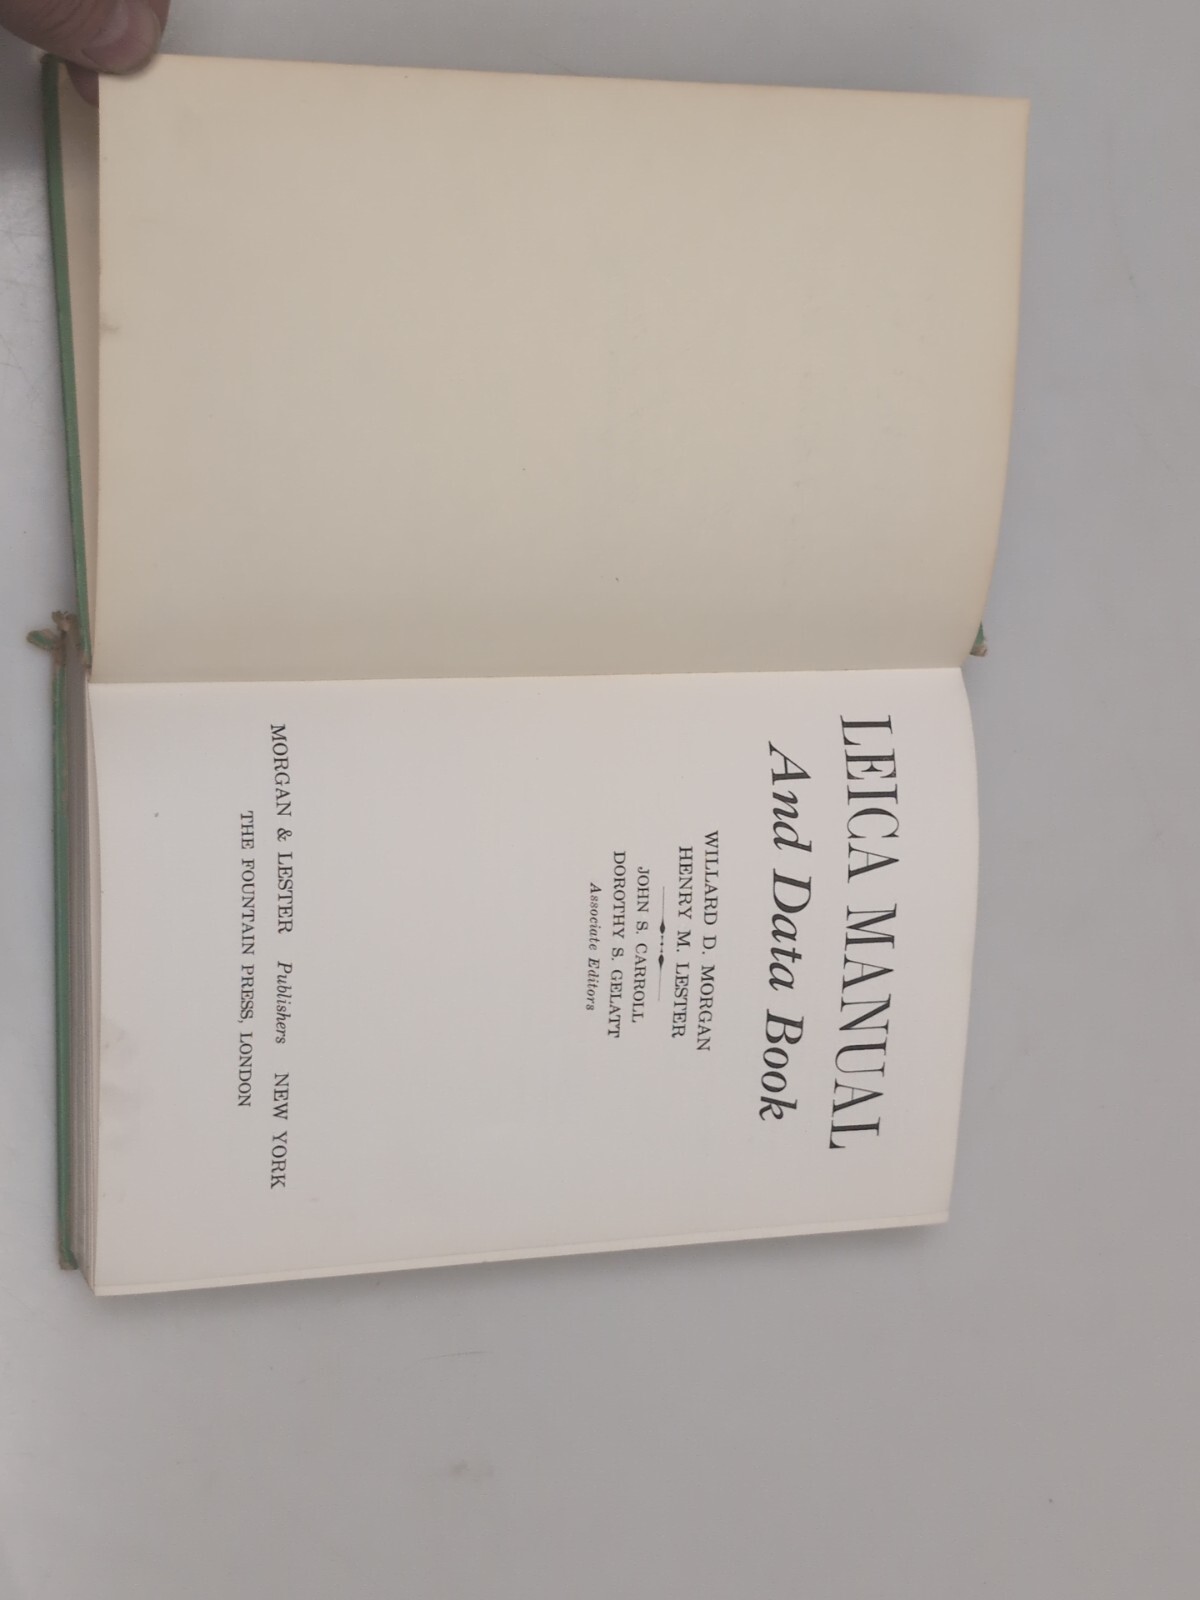 LEICA MANUAL
And Data Book
WILLARD D. MORGAN
HENRY M. LESTER
JOHN S. CARROLL
DOROTHY S. GELATT
Associate Editors
MORGAN & LESTER Publishers NEW YORK
THE FOUNTAIN PRESS, LONDON